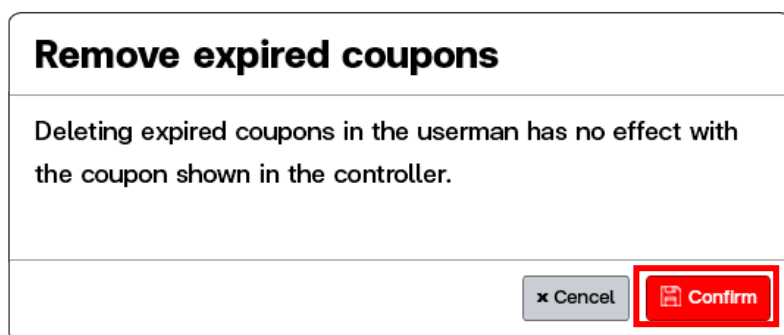 Remove expired coupons
Deleting expired coupons in the userman has no effect with
the coupon shown in the controller.
× Cencel
Confirm